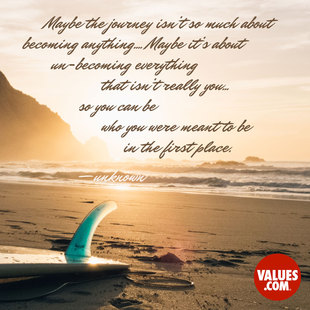 Maybe the journey isn't so much about
becoming anything.... Maybe it's about
un-becoming everything
that isn't really you...
so you can be
who you were meant to be
in the first place.
—unknown
VALUES
.COM